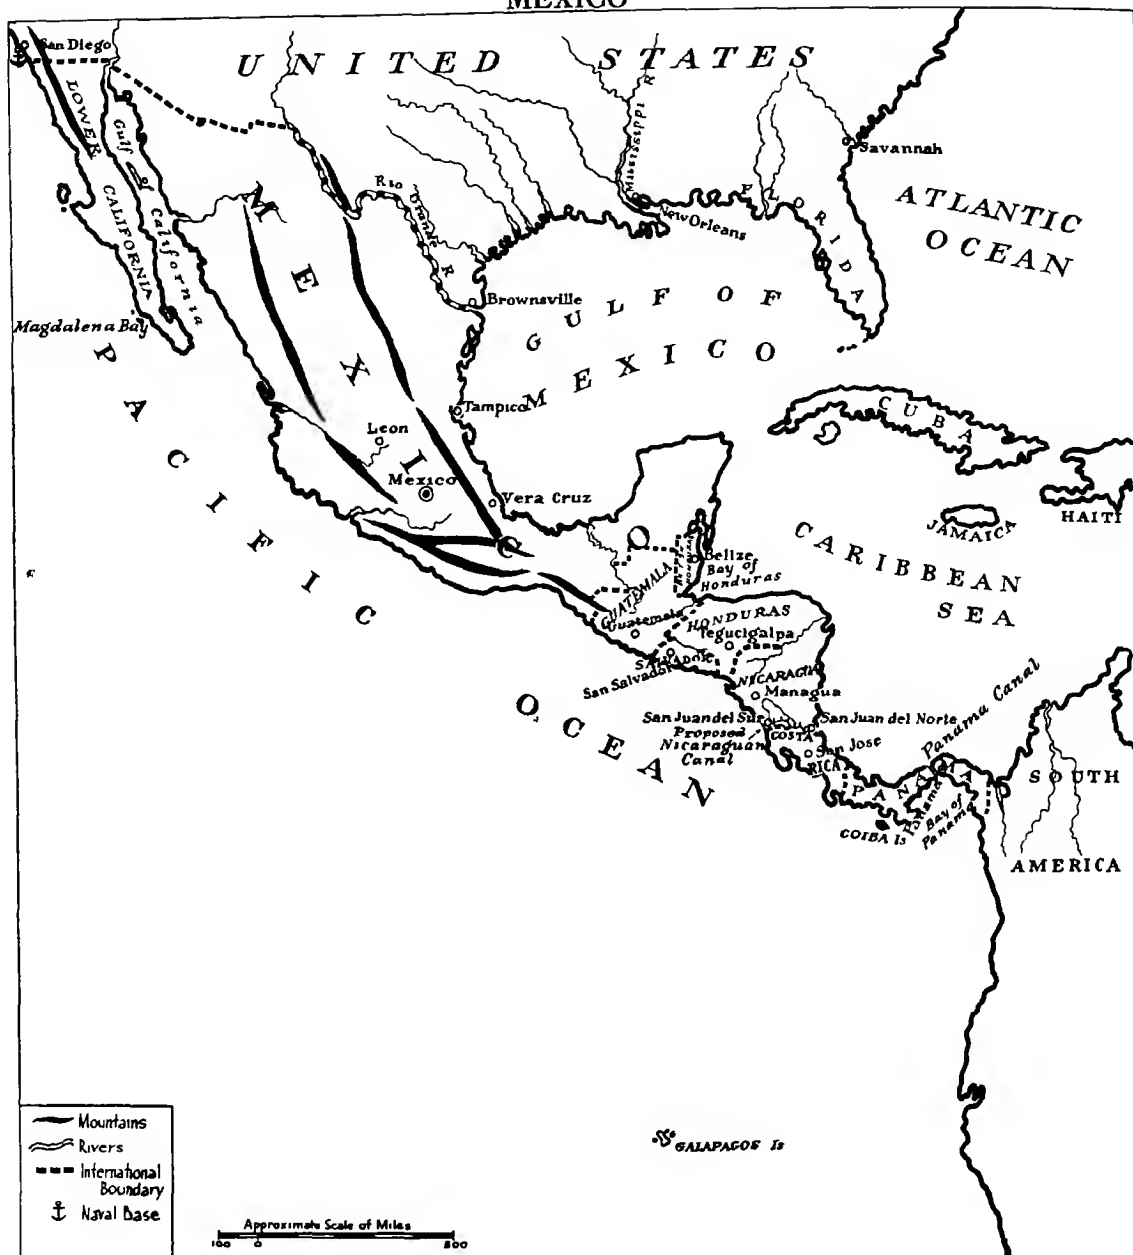 MEXICO
San Diego
UNITED STATES
LOWER
CALIFORNIA
Gulf of California
Mississippi R
Savannah
Rio Grande R
New Orleans
FLORIDA
ATLANTIC
OCEAN
MEXICO
Brownsville
GULF OF
MEXICO
Magdalena Bay
PACIFIC
OCEAN
Tampico
CUBA
Leon
Mexico
Vera Cruz
JAMAICA
HAITI
CARIBBEAN
SEA
Belize
Bay of
Honduras
GUATEMALA
Guatemala
HONDURAS
Tegucigalpa
SALVADOR
San Salvador
NICARAGUA
Managua
San Juan del Sur
San Juan del Norte
Proposed
Nicaraguan
Canal
COSTA
RICA
San Jose
Panama Canal
PANAMA
Panama
Bay of
Panama
COIBA Is
SOUTH
AMERICA
GALAPAGOS Is
Mountains
Rivers
International
Boundary
Naval Base
Approximate Scale of Miles
100 0 500